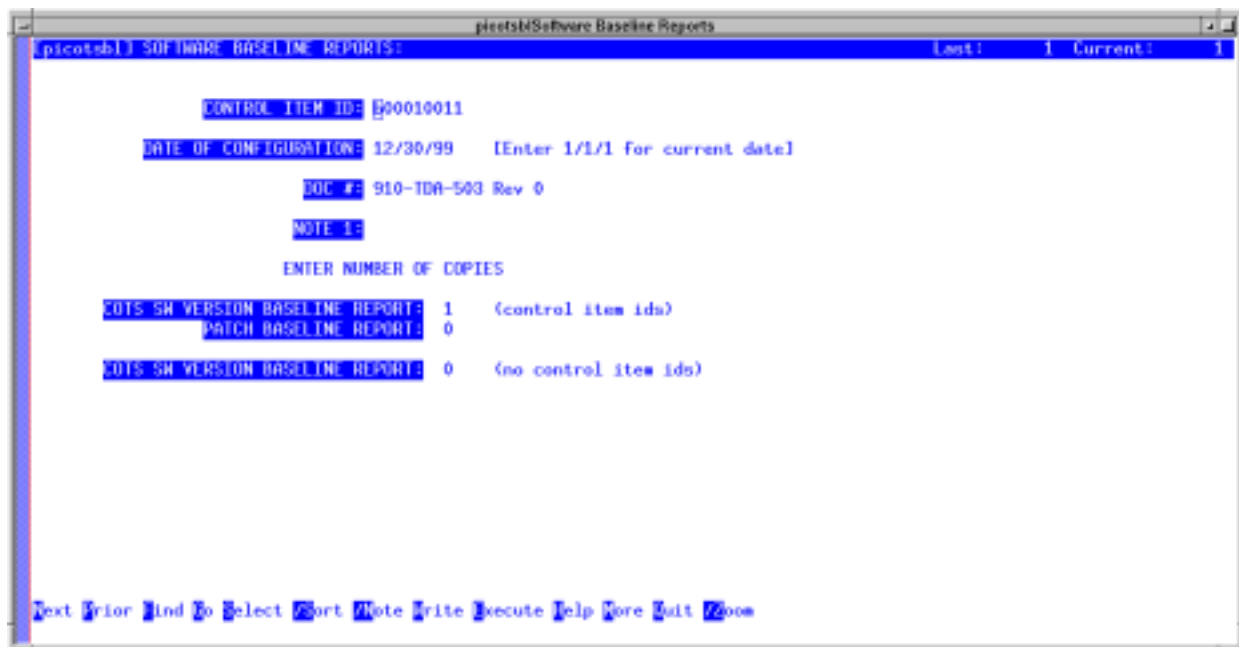 picotsblSoftware Baseline Reports
[picotsbl] SOFTWARE BASELINE REPORTS: Last: 1 Current: 1
CONTROL ITEM ID: b00010011
DATE OF CONFIGURATION: 12/30/99 [Enter 1/1/1 for current date]
DOC #: 910-TDA-503 Rev 0
NOTE 1:
ENTER NUMBER OF COPIES
COTS SW VERSION BASELINE REPORT: 1 (control item ids)
PATCH BASELINE REPORT: 0
COTS SW VERSION BASELINE REPORT: 0 (no control item ids)
Next Prior Find Go Select /Sort /Note Write Execute Help More Quit /Zoom